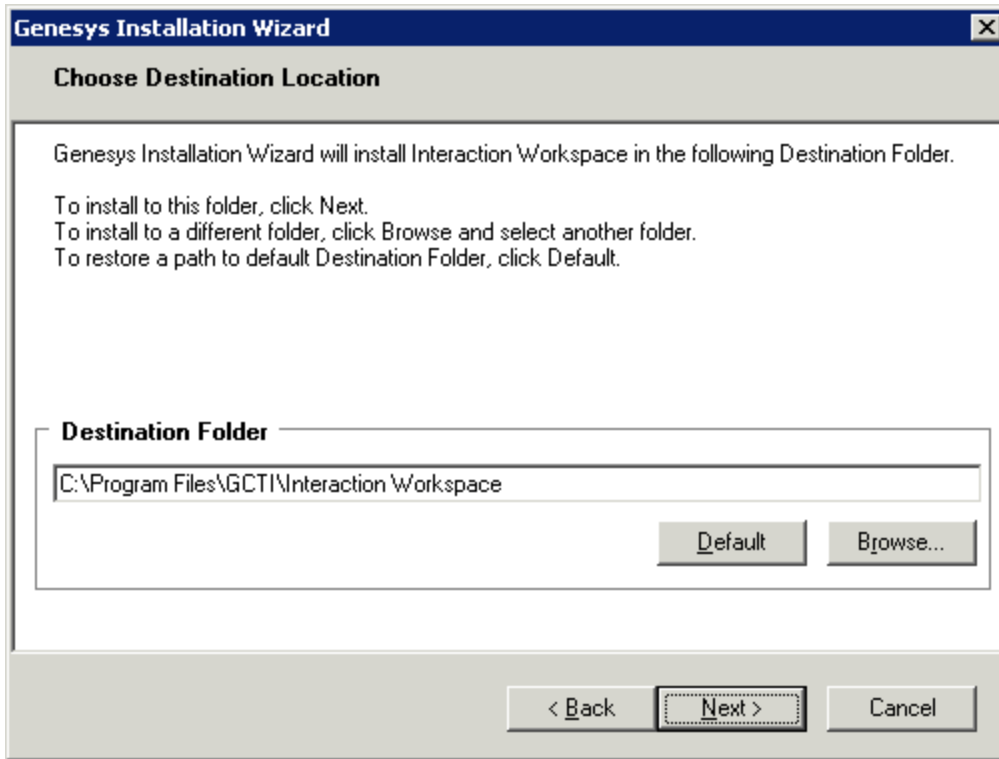 Genesys Installation Wizard
Choose Destination Location
Genesys Installation Wizard will install Interaction Workspace in the following Destination Folder.
To install to this folder, click Next.
To install to a different folder, click Browse and select another folder.
To restore a path to default Destination Folder, click Default.
Destination Folder
C:\Program Files\GCTI\Interaction Workspace
Default Browse...
< Back Next > Cancel